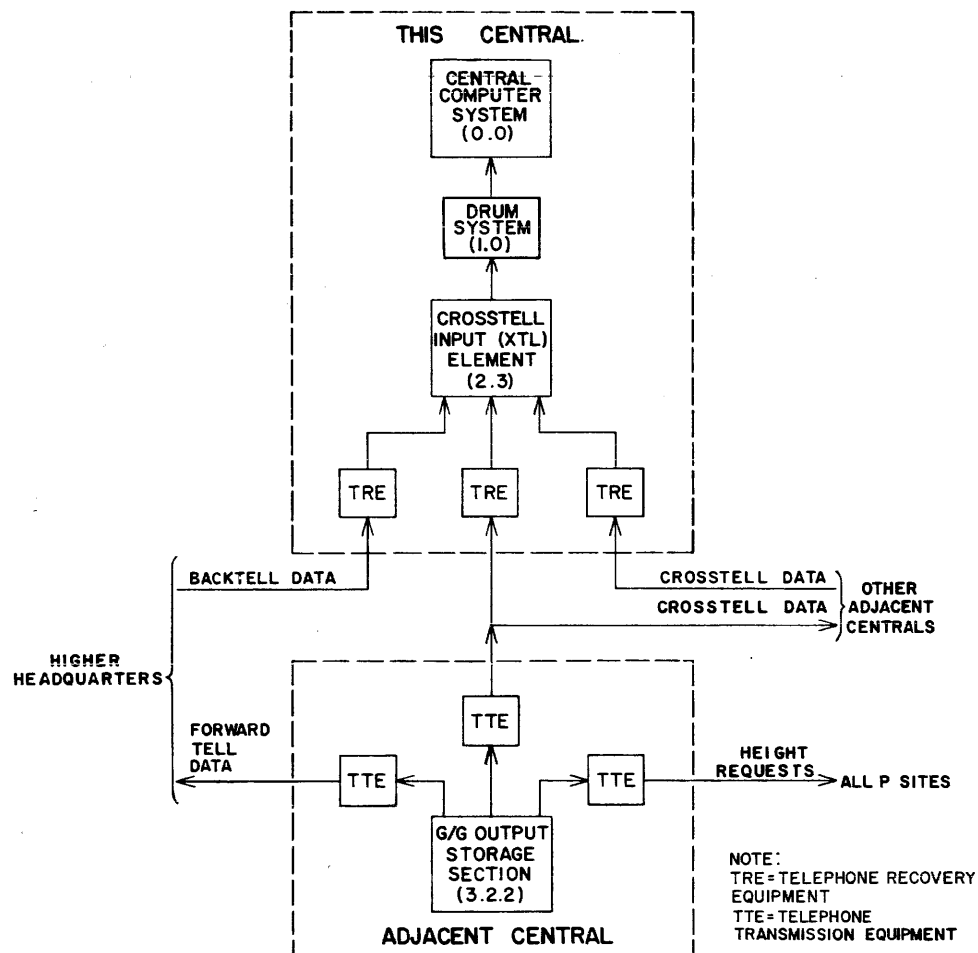 THIS CENTRAL.
CENTRAL
COMPUTER
SYSTEM
(0.0)
DRUM
SYSTEM
(1.0)
CROSSTELL
INPUT (XTL)
ELEMENT
(2.3)
TRE
TRE
TRE
BACKTELL DATA
CROSSTELL DATA
CROSSTELL DATA
OTHER
ADJACENT
CENTRALS
HIGHER
HEADQUARTERS
FORWARD
TELL
DATA
TTE
TTE
TTE
HEIGHT
REQUESTS
ALL P SITES
G/G OUTPUT
STORAGE
SECTION
(3.2.2)
ADJACENT CENTRAL
NOTE:
TRE=TELEPHONE RECOVERY
EQUIPMENT
TTE=TELEPHONE
TRANSMISSION EQUIPMENT